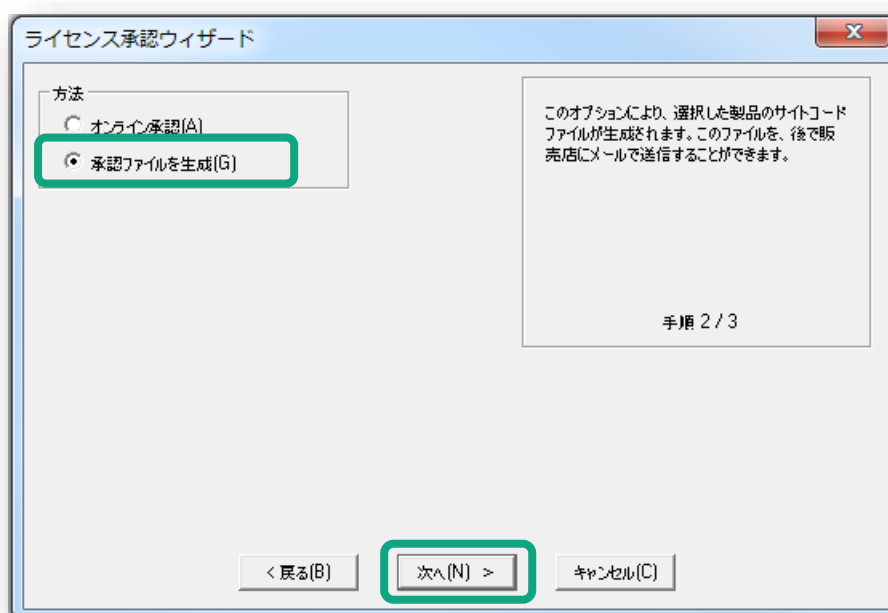 ライセンス承認ウィザード
方法
オンライン承認(A)
承認ファイルを生成(G)
このオプションにより、選択した製品のサイトコード
ファイルが生成されます。このファイルを、後で販
売店にメールで送信することができます。
手順 2 / 3
< 戻る(B)
次へ(N) >
キャンセル(C)